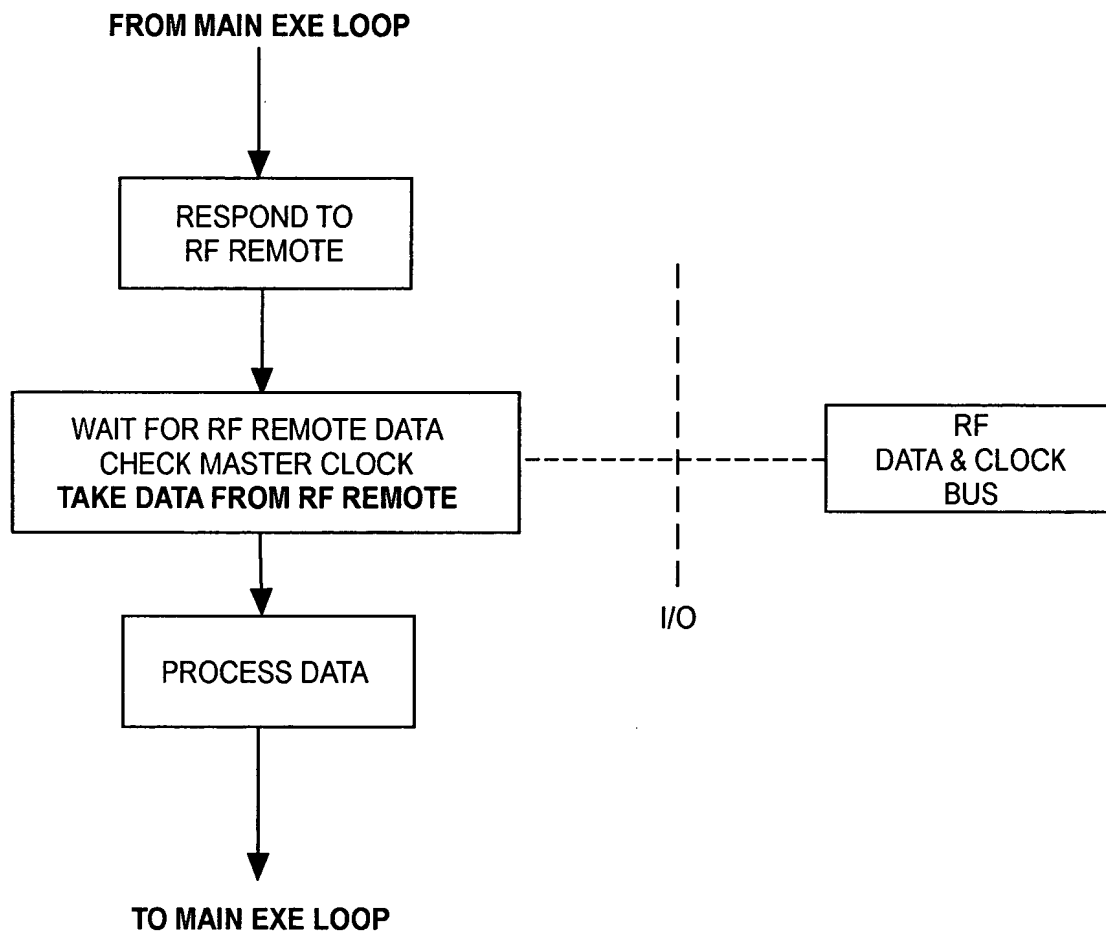 FROM MAIN EXE LOOP
RESPOND TO
RF REMOTE
WAIT FOR RF REMOTE DATA
CHECK MASTER CLOCK
TAKE DATA FROM RF REMOTE
RF
DATA & CLOCK
BUS
I/O
PROCESS DATA
TO MAIN EXE LOOP